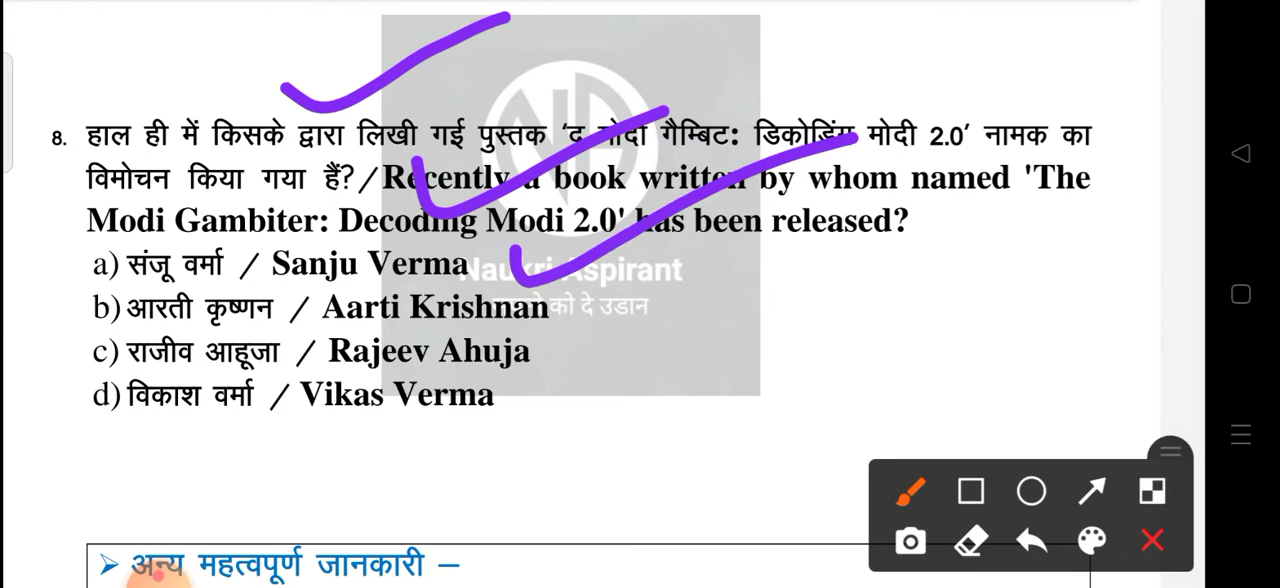 8. हाल ही में किसके द्वारा लिखी गई पुस्तक ‘द मोदी गैम्बिट: डिकोडिंग मोदी 2.0’ नामक का
विमोचन किया गया हैं?/Recently a book written by whom named 'The
Modi Gambiter: Decoding Modi 2.0' has been released?
a) संजू वर्मा / Sanju Verma
b) आरती कृष्णन / Aarti Krishnan
c) राजीव आहूजा / Rajeev Ahuja
d) विकाश वर्मा / Vikas Verma
Naukri Aspirant
को दे उडान
➢ अन्य महत्वपूर्ण जानकारी –